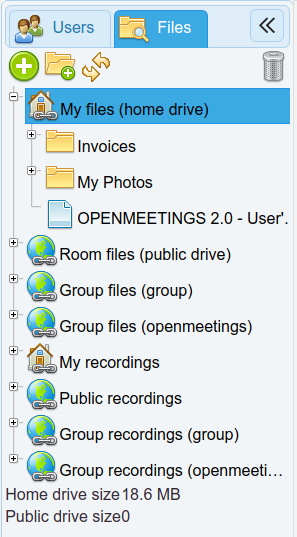 Users
Files
My files (home drive)
Invoices
My Photos
OPENMEETINGS 2.0 - User'.
Room files (public drive)
Group files (group)
Group files (openmeetings)
My recordings
Public recordings
Group recordings (group)
Group recordings (openmeeti…
Home drive size 18.6 MB
Public drive size0